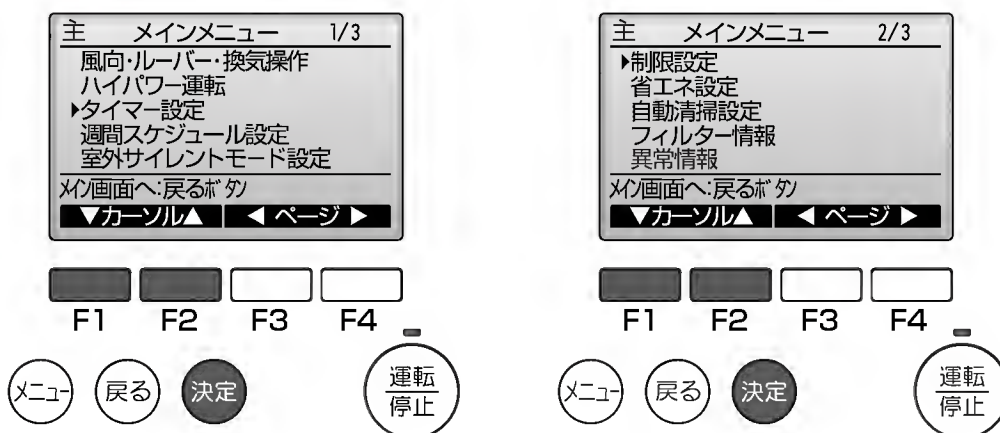 主 メインメニュー 1/3
風向・ルーバー・換気操作
ハイパワー運転
▶タイマー設定
週間スケジュール設定
室外サイレントモード設定
メイン画面へ:戻るボタン
▼カーソル▲ ◀ ページ ▶
F1 F2 F3 F4
メニュー 戻る 決定 運転
停止
主 メインメニュー 2/3
▶制限設定
省エネ設定
自動清掃設定
フィルター情報
異常情報
メイン画面へ:戻るボタン
▼カーソル▲ ◀ ページ ▶
F1 F2 F3 F4
メニュー 戻る 決定 運転
停止